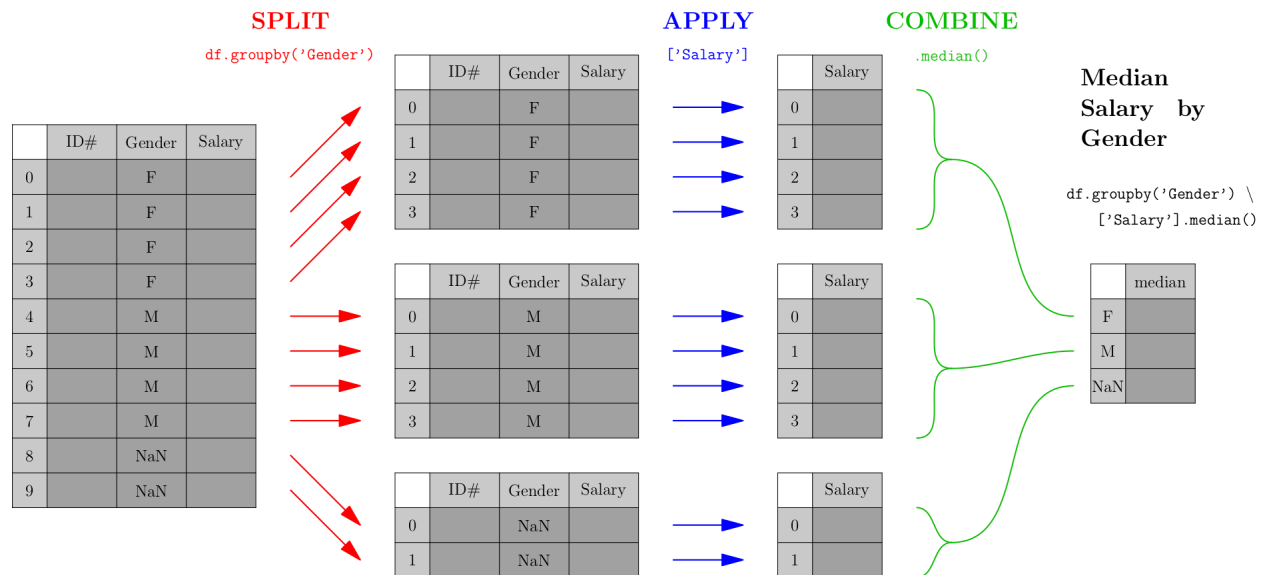 SPLIT
APPLY
COMBINE
df.groupby('Gender')
['Salary']
.median()
Median
Salary by
Gender
df.groupby('Gender') \
['Salary'].median()
ID# Gender Salary
0 F
1 F
2 F
3 F
4 M
5 M
6 M
7 M
8 NaN
9 NaN
ID# Gender Salary
0 F
1 F
2 F
3 F
ID# Gender Salary
0 M
1 M
2 M
3 M
ID# Gender Salary
0 NaN
1 NaN
Salary
0
1
2
3
Salary
0
1
2
3
Salary
0
1
median
F
M
NaN